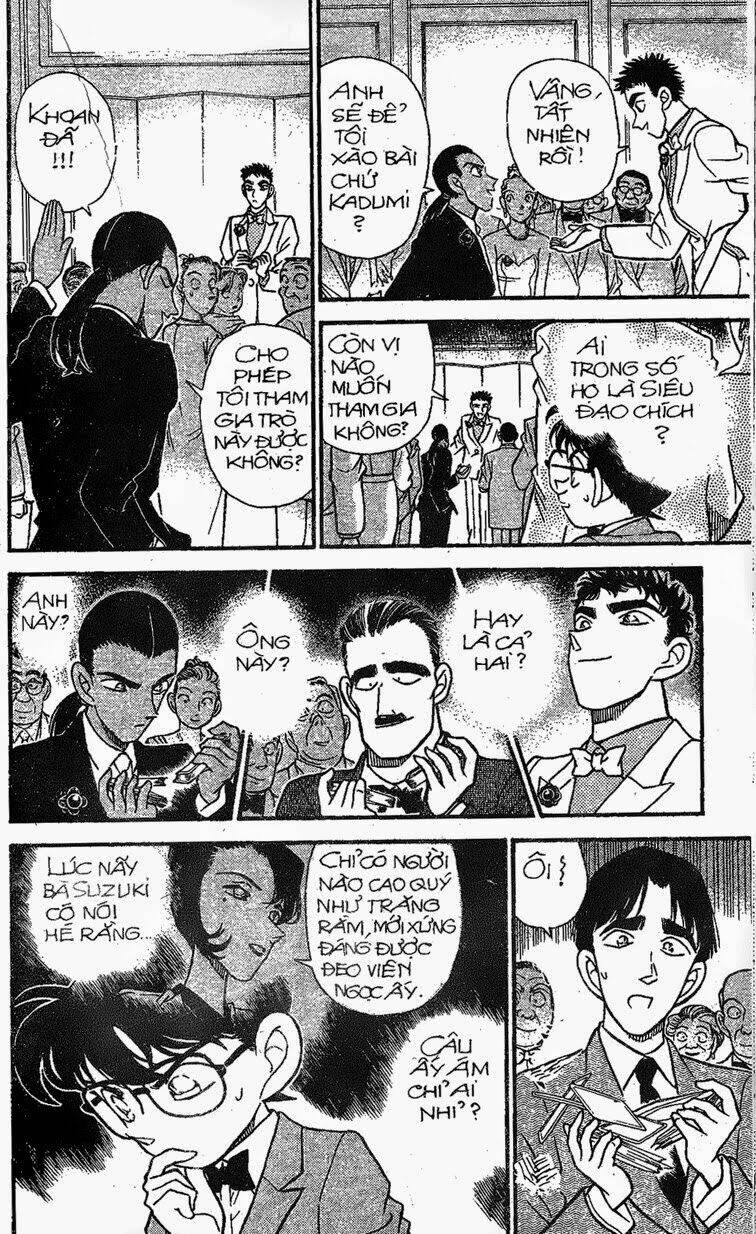 KHOAN
ĐÃ
!!!
CHO
PHÉP
TÔI THAM
GIA TRÒ
NÀY ĐƯỢC
KHÔNG?
ANH
SẼ ĐỂ
TÔI
XÀO BÀI
CHỨ
KADUMI
?
VÂNG,
TẤT
NHIÊN
RỒI!
CÒN VỊ
NÀO
MUỐN
THAM GIA
KHÔNG?
AI
TRONG SỐ
HỌ LÀ SIÊU
ĐẠO CHÍCH
?
ANH
NÀY?
ÔNG
NÀY?
HAY
LÀ CẢ
HAI?
LÚC NÃY
BÀ SUZUKI
CÓ NÓI
HÉ RẰNG...
CHỈ CÓ NGƯỜI
NÀO CAO QUÝ
NHƯ TRĂNG
RẰM, MỚI XỨNG
ĐÁNG ĐƯỢC
ĐEO VIÊN
NGỌC ẤY.
CÂU
ẤY ÁM
CHỈ AI
NHỈ?
ÔI!